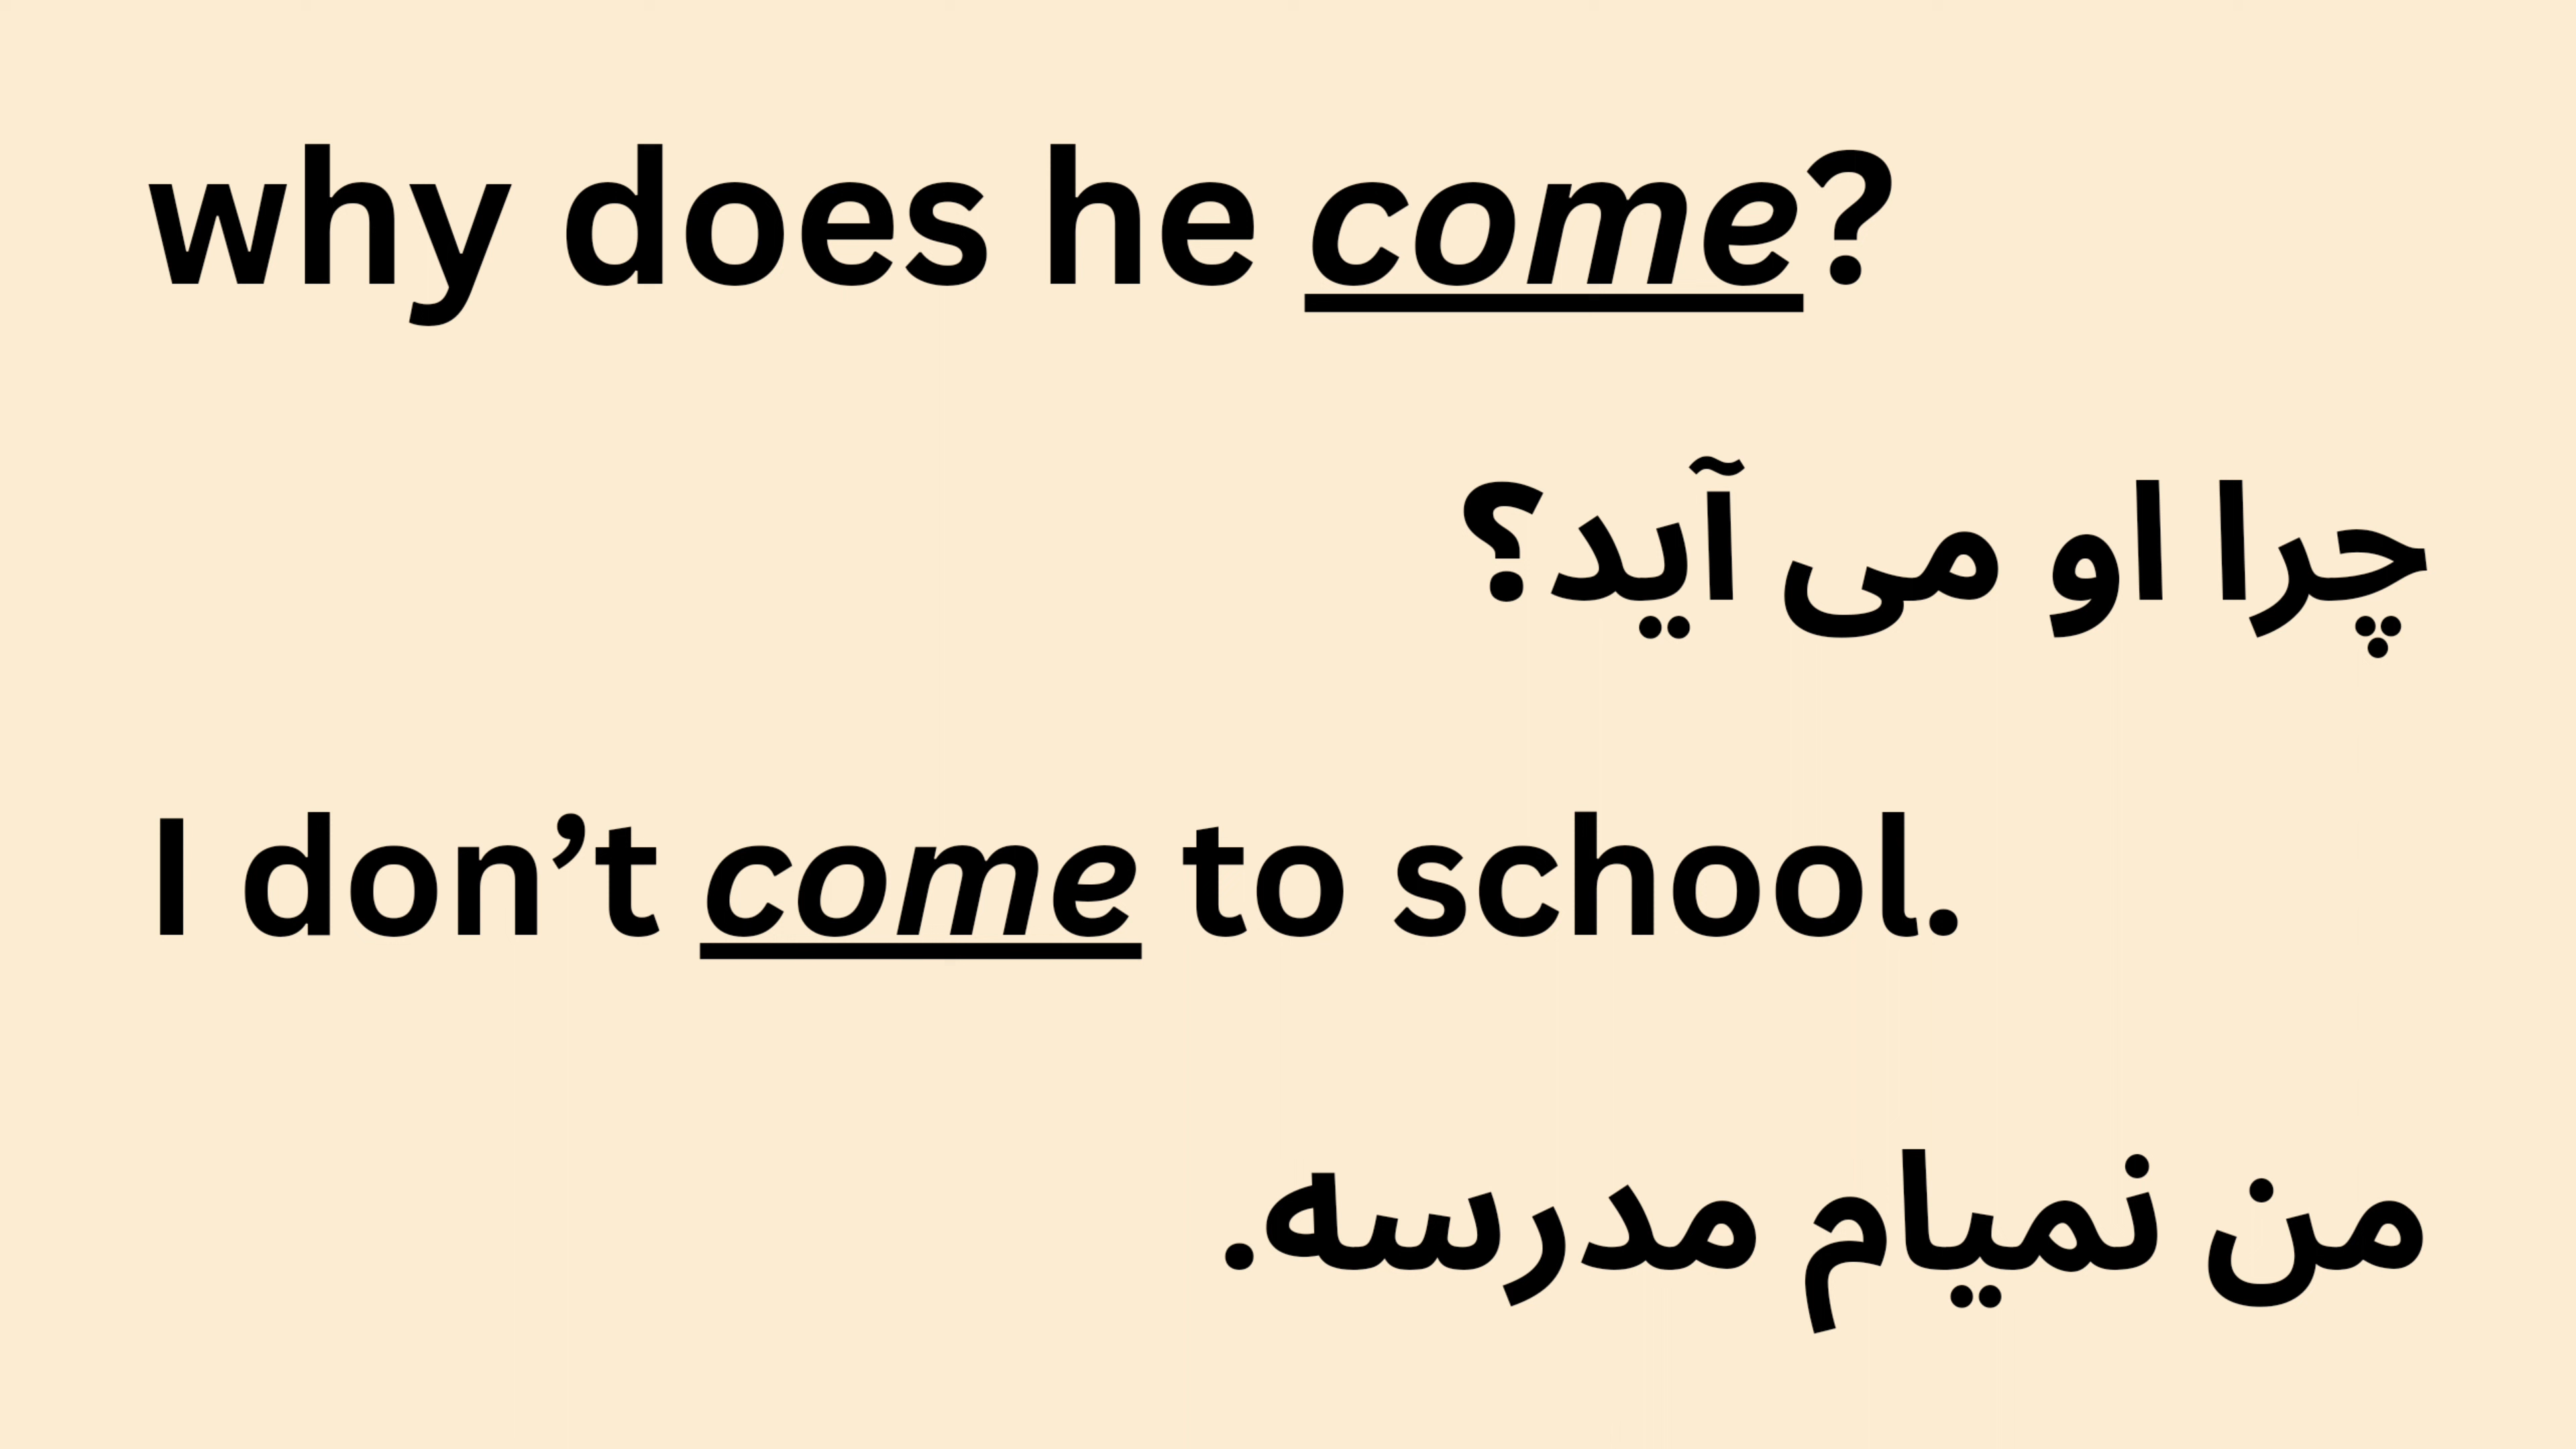 why does he come?
چرا او می آید؟
I don’t come to school.
من نمیام مدرسه.